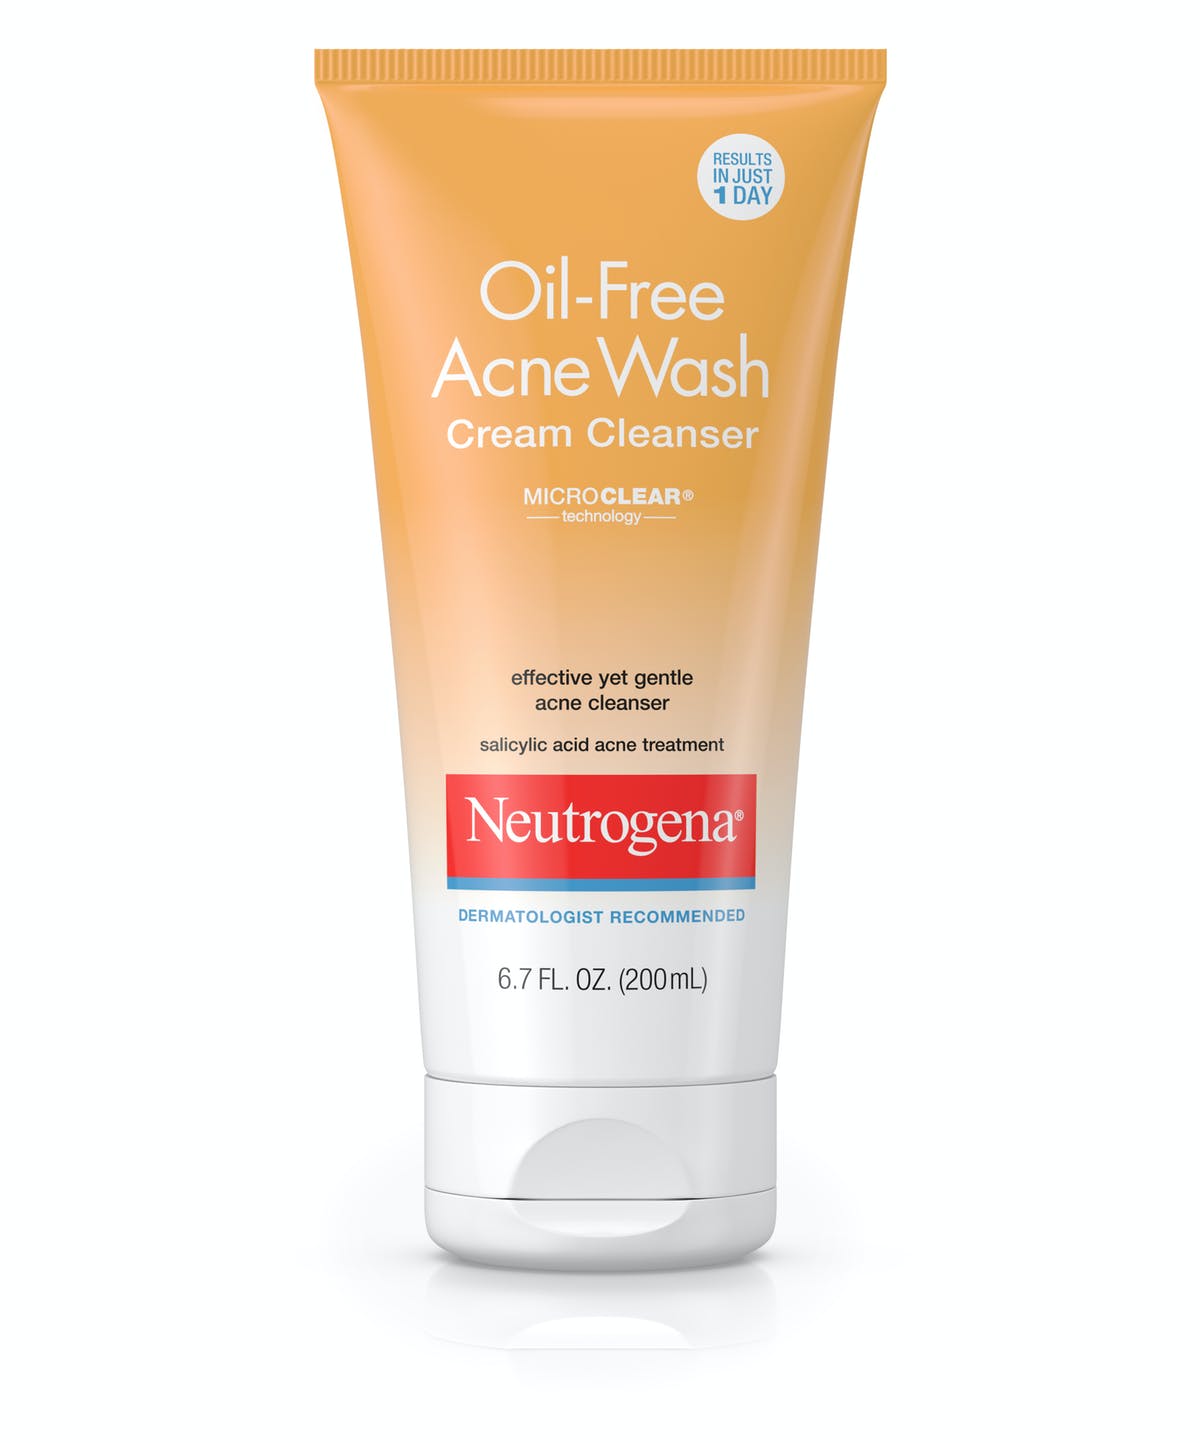 RESULTS
IN JUST
1 DAY
Oil-Free
Acne Wash
Cream Cleanser
MICROCLEAR®
technology
effective yet gentle
acne cleanser
salicylic acid acne treatment
Neutrogena®
DERMATOLOGIST RECOMMENDED
6.7 FL. OZ. (200mL)